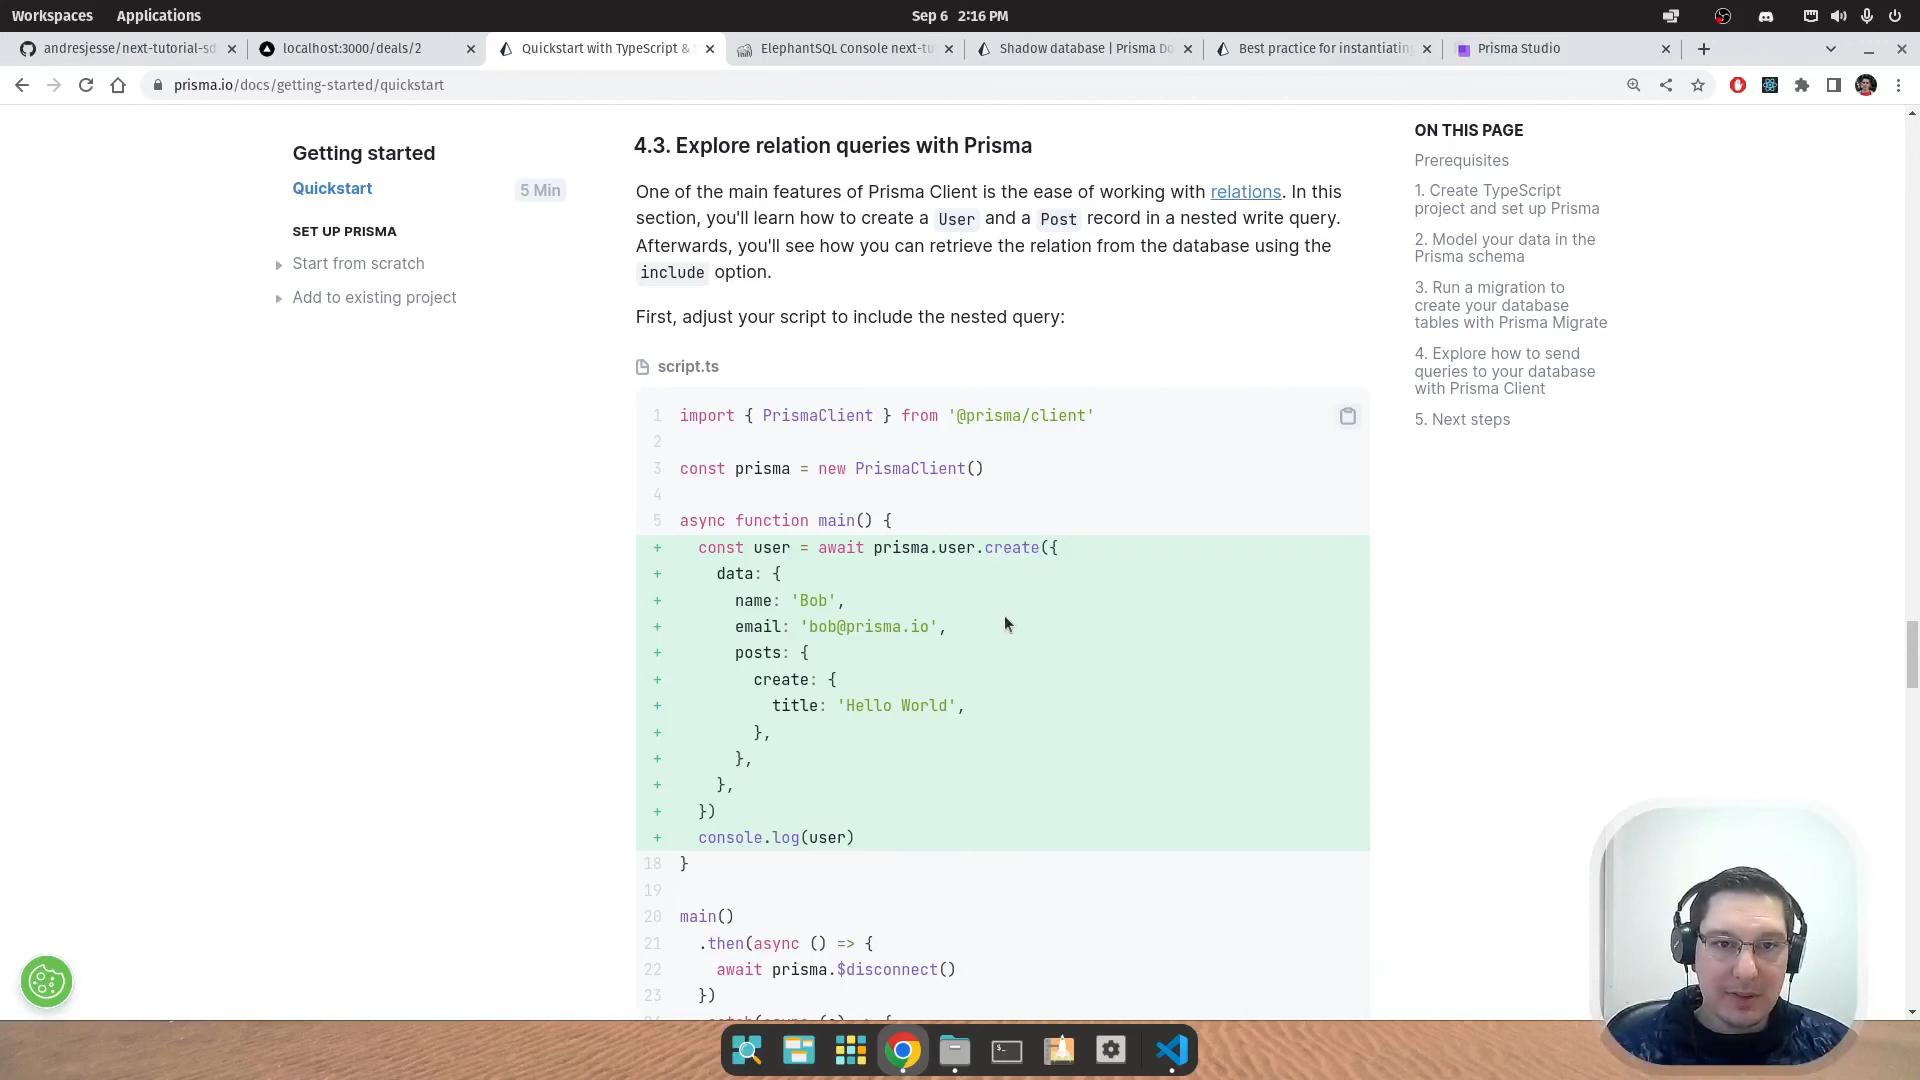 Workspaces Applications Sep 6 2:16 PM
andresjesse/next-tutorial-sd
localhost:3000/deals/2
Quickstart with TypeScript &
ElephantSQL Console next-tu
Shadow database | Prisma Do
Best practice for instantiating
Prisma Studio
prisma.io/docs/getting-started/quickstart
Getting started
Quickstart 5 Min
SET UP PRISMA
Start from scratch
Add to existing project
4.3. Explore relation queries with Prisma
One of the main features of Prisma Client is the ease of working with relations. In this
section, you'll learn how to create a User and a Post record in a nested write query.
Afterwards, you'll see how you can retrieve the relation from the database using the
include option.
First, adjust your script to include the nested query:
script.ts
1 import { PrismaClient } from '@prisma/client'
2
3 const prisma = new PrismaClient()
4
5 async function main() {
+ const user = await prisma.user.create({
+ data: {
+ name: 'Bob',
+ email: 'bob@prisma.io',
+ posts: {
+ create: {
+ title: 'Hello World',
+ },
+ },
+ },
+ })
+ console.log(user)
18 }
19
20 main()
21 .then(async () => {
22 await prisma.$disconnect()
23 })
ON THIS PAGE
Prerequisites
1. Create TypeScript
project and set up Prisma
2. Model your data in the
Prisma schema
3. Run a migration to
create your database
tables with Prisma Migrate
4. Explore how to send
queries to your database
with Prisma Client
5. Next steps